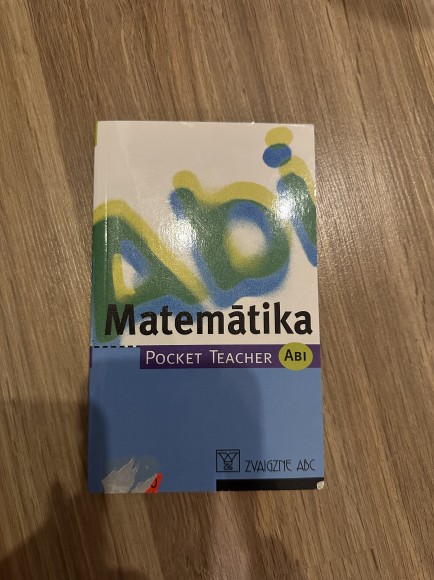 Abi
Matemātika
POCKET TEACHER ABI
ZVAIGZNE ABC